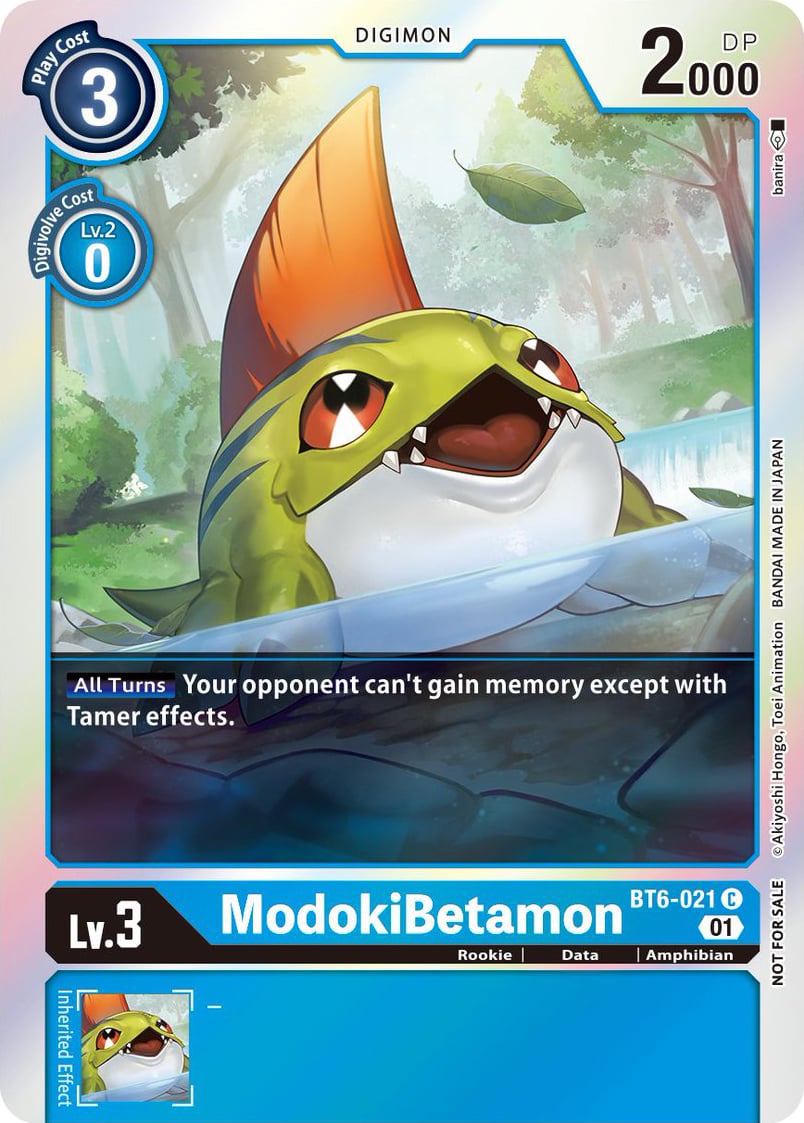 DIGIMON
Play Cost
3
DP
2000
Digivolve Cost
Lv.2
0
banira
All Turns Your opponent can't gain memory except with
Tamer effects.
© Akiyoshi Hongo, Toei Animation BANDAI MADE IN JAPAN
NOT FOR SALE
Lv.3
ModokiBetamon
BT6-021 C
01
Rookie | Data | Amphibian
Inherited Effect
–